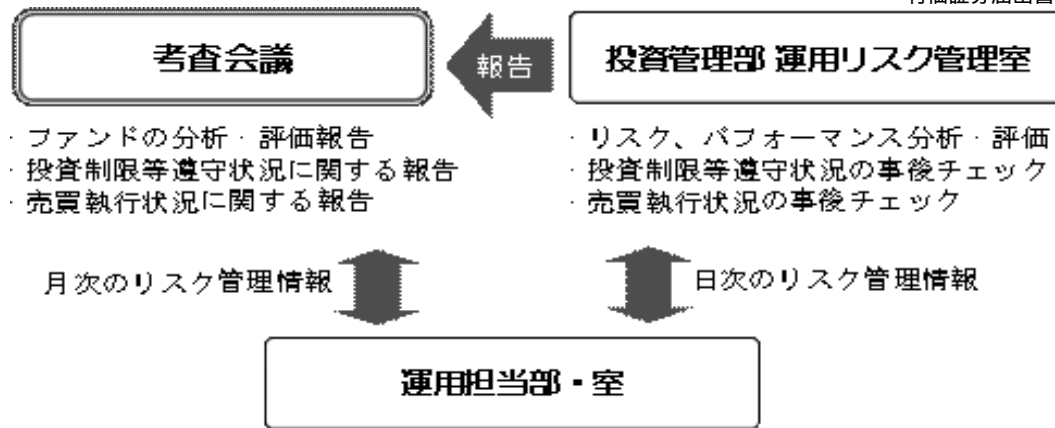 考査会議
報告
投資管理部 運用リスク管理室
・ファンドの分析・評価報告
・投資制限等遵守状況に関する報告
・売買執行状況に関する報告
・リスク、パフォーマンス分析・評価
・投資制限等遵守状況の事後チェック
・売買執行状況の事後チェック
月次のリスク管理情報
日次のリスク管理情報
運用担当部・室